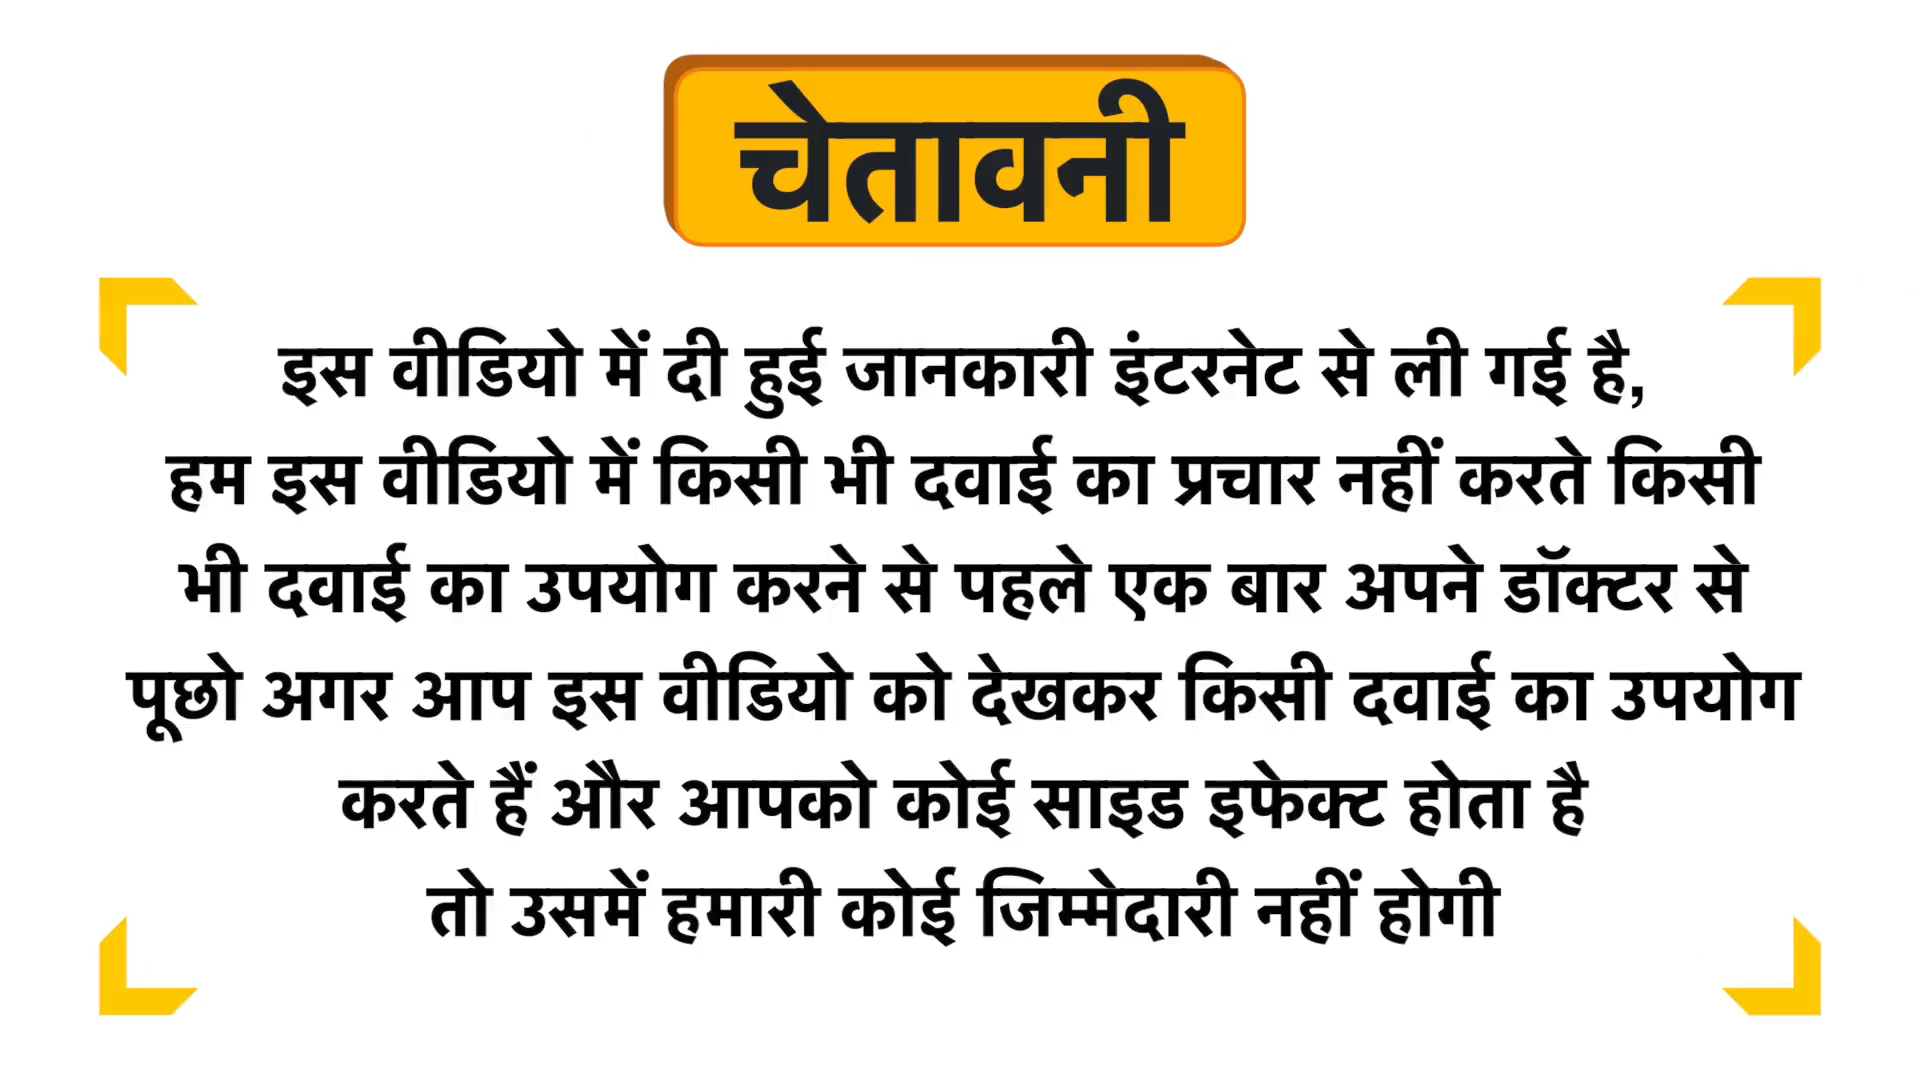 चेतावनी
इस वीडियो में दी हुई जानकारी इंटरनेट से ली गई है,
हम इस वीडियो में किसी भी दवाई का प्रचार नहीं करते किसी
भी दवाई का उपयोग करने से पहले एक बार अपने डॉक्टर से
पूछो अगर आप इस वीडियो को देखकर किसी दवाई का उपयोग
करते हैं और आपको कोई साइड इफेक्ट होता है
तो उसमें हमारी कोई जिम्मेदारी नहीं होगी